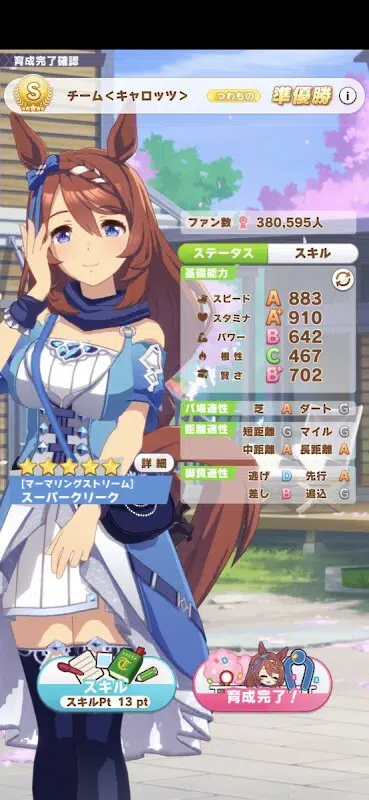 育成完了確認
S
チーム<キャロッツ>
つわもの
準優勝
i
ファン数 380,595人
ステータス
スキル
基礎能力
スピード A 883
スタミナ A+ 910
パワー B 642
根性 C 467
賢さ B+ 702
バ場適性 芝 A ダート G
距離適性 短距離 G マイル G
中距離 A 長距離 A
脚質適性 逃げ D 先行 A
差し B 追込 G
詳細
[マーマリングストリーム]
スーパークリーク
スキル
スキルPt 13 pt
育成完了!